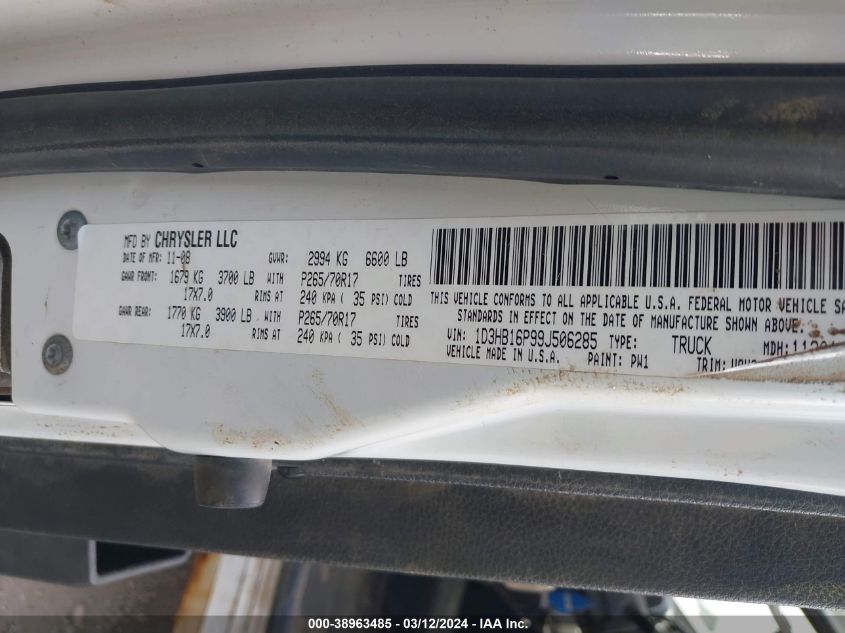 MFD BY CHRYSLER LLC
DATE OF MFR: 11-08 GVWR: 2994 KG 6600 LB
GAWR FRONT: 1679 KG 3700 LB WITH P265/70R17 TIRES
17X7.0 RIMS AT 240 KPA ( 35 PSI) COLD
GAWR REAR: 1770 KG 3900 LB WITH P265/70R17 TIRES
17X7.0 RIMS AT 240 KPA ( 35 PSI) COLD
THIS VEHICLE CONFORMS TO ALL APPLICABLE U.S.A. FEDERAL MOTOR VEHICLE SA
STANDARDS IN EFFECT ON THE DATE OF MANUFACTURE SHOWN ABOVE.
VIN: 1D3HB16P99J506285 TYPE: TRUCK MDH:
VEHICLE MADE IN U.S.A. PAINT: PW1 TRIM:
000-38963485 - 03/12/2024 - IAA Inc.